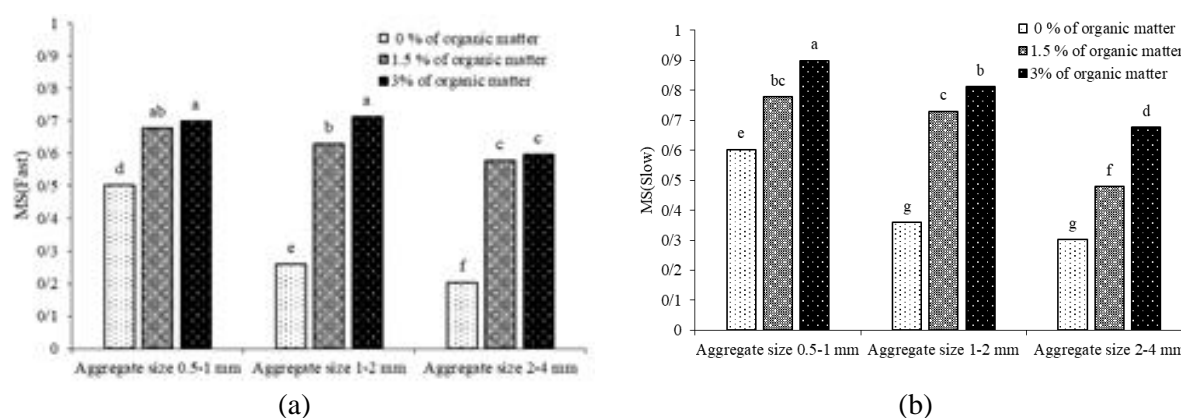 1
0/9
0/8
0/7
0/6
0/5
0/4
0/3
0/2
0/1
0
MS(Fast)
0 % of organic matter
1.5 % of organic matter
3% of organic matter
d
ab
a
e
b
a
f
c
c
Aggregate size 0.5-1 mm Aggregate size 1-2 mm Aggregate size 2-4 mm
(a)
1
0/9
0/8
0/7
0/6
0/5
0/4
0/3
0/2
0/1
0
MS(Slow)
0 % of organic matter
1.5 % of organic matter
3% of organic matter
e
bc
a
g
c
b
g
f
d
Aggregate size 0.5-1 mm Aggregate size 1-2 mm Aggregate size 2-4 mm
(b)